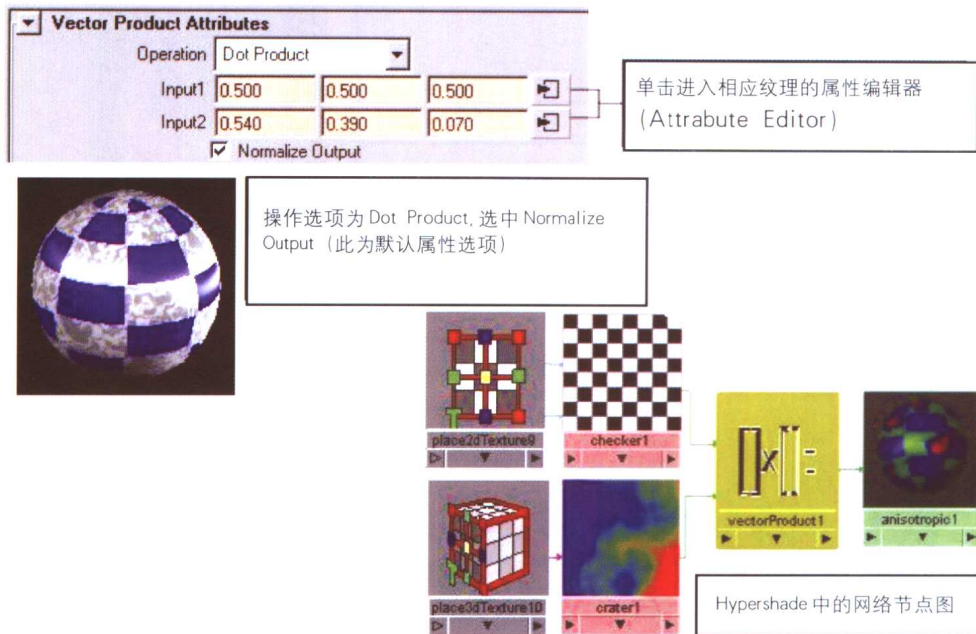 Vector Product Attributes
Operation Dot Product
Input1 0.500 0.500 0.500
Input2 0.540 0.390 0.070
Normalize Output
单击进入相应纹理的属性编辑器
(Attrabute Editor)
操作选项为 Dot Product, 选中 Normalize
Output (此为默认属性选项)
place2dTexture9
checker1
vectorProduct1
anisotropic1
place3dTexture10
crater1
Hypershade 中的网络节点图